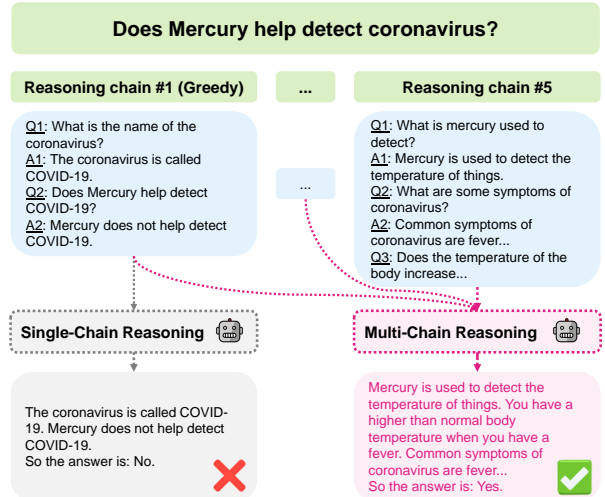 Does Mercury help detect coronavirus?
Reasoning chain #1 (Greedy)
...
Reasoning chain #5
Q1: What is the name of the
coronavirus?
A1: The coronavirus is called
COVID-19.
Q2: Does Mercury help detect
COVID-19?
A2: Mercury does not help detect
COVID-19.
...
Q1: What is mercury used to
detect?
A1: Mercury is used to detect the
temperature of things.
Q2: What are some symptoms of
coronavirus?
A2: Common symptoms of
coronavirus are fever...
Q3: Does the temperature of the
body increase...
Single-Chain Reasoning
Multi-Chain Reasoning
The coronavirus is called COVID-
19. Mercury does not help detect
COVID-19.
So the answer is: No.
Mercury is used to detect the
temperature of things. You have a
higher than normal body
temperature when you have a
fever. Common symptoms of
coronavirus are fever...
So the answer is: Yes.